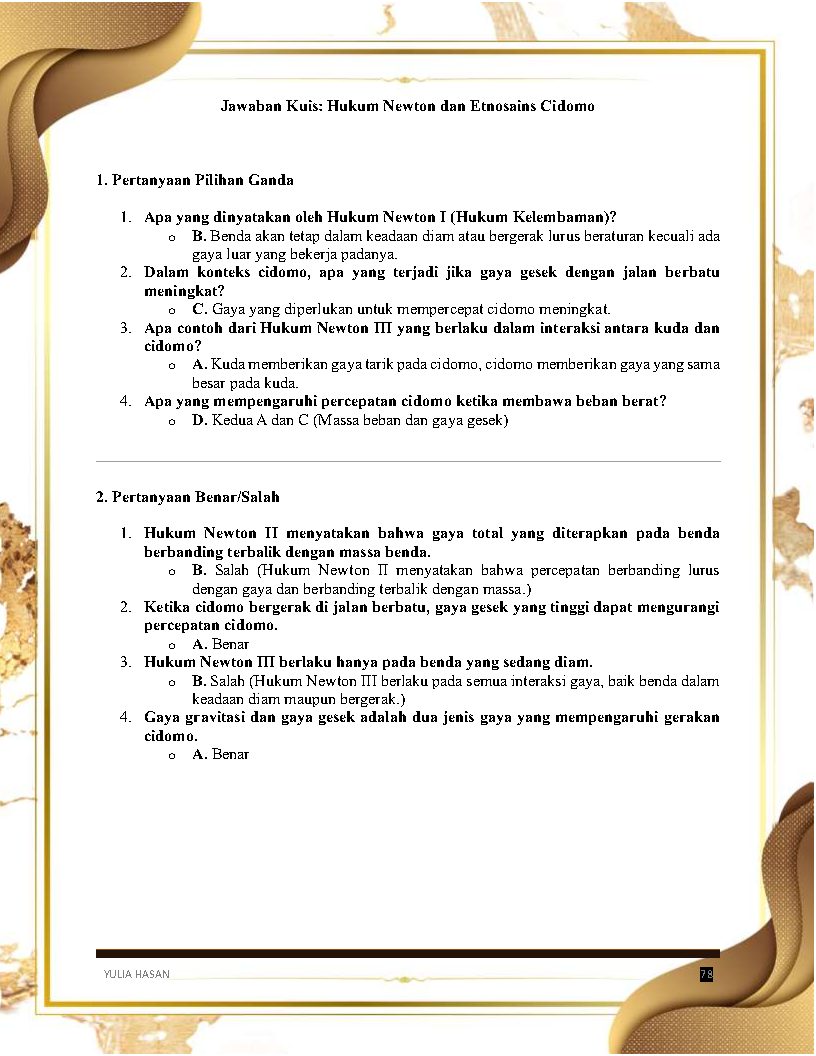 Jawaban Kuis: Hukum Newton dan Etnosains Cidomo
1. Pertanyaan Pilihan Ganda
1. Apa yang dinyatakan oleh Hukum Newton I (Hukum Kelembaman)?
o B. Benda akan tetap dalam keadaan diam atau bergerak lurus beraturan kecuali ada
gaya luar yang bekerja padanya.
2. Dalam konteks cidomo, apa yang terjadi jika gaya gesek dengan jalan berbatu
meningkat?
o C. Gaya yang diperlukan untuk mempercepat cidomo meningkat.
3. Apa contoh dari Hukum Newton III yang berlaku dalam interaksi antara kuda dan
cidomo?
o A. Kuda memberikan gaya tarik pada cidomo, cidomo memberikan gaya yang sama
besar pada kuda.
4. Apa yang mempengaruhi percepatan cidomo ketika membawa beban berat?
o D. Kedua A dan C (Massa beban dan gaya gesek)
2. Pertanyaan Benar/Salah
1. Hukum Newton II menyatakan bahwa gaya total yang diterapkan pada benda
berbanding terbalik dengan massa benda.
o B. Salah (Hukum Newton II menyatakan bahwa percepatan berbanding lurus
dengan gaya dan berbanding terbalik dengan massa.)
2. Ketika cidomo bergerak di jalan berbatu, gaya gesek yang tinggi dapat mengurangi
percepatan cidomo.
o A. Benar
3. Hukum Newton III berlaku hanya pada benda yang sedang diam.
o B. Salah (Hukum Newton III berlaku pada semua interaksi gaya, baik benda dalam
keadaan diam maupun bergerak.)
4. Gaya gravitasi dan gaya gesek adalah dua jenis gaya yang mempengaruhi gerakan
cidomo.
o A. Benar
YULIA HASAN 78